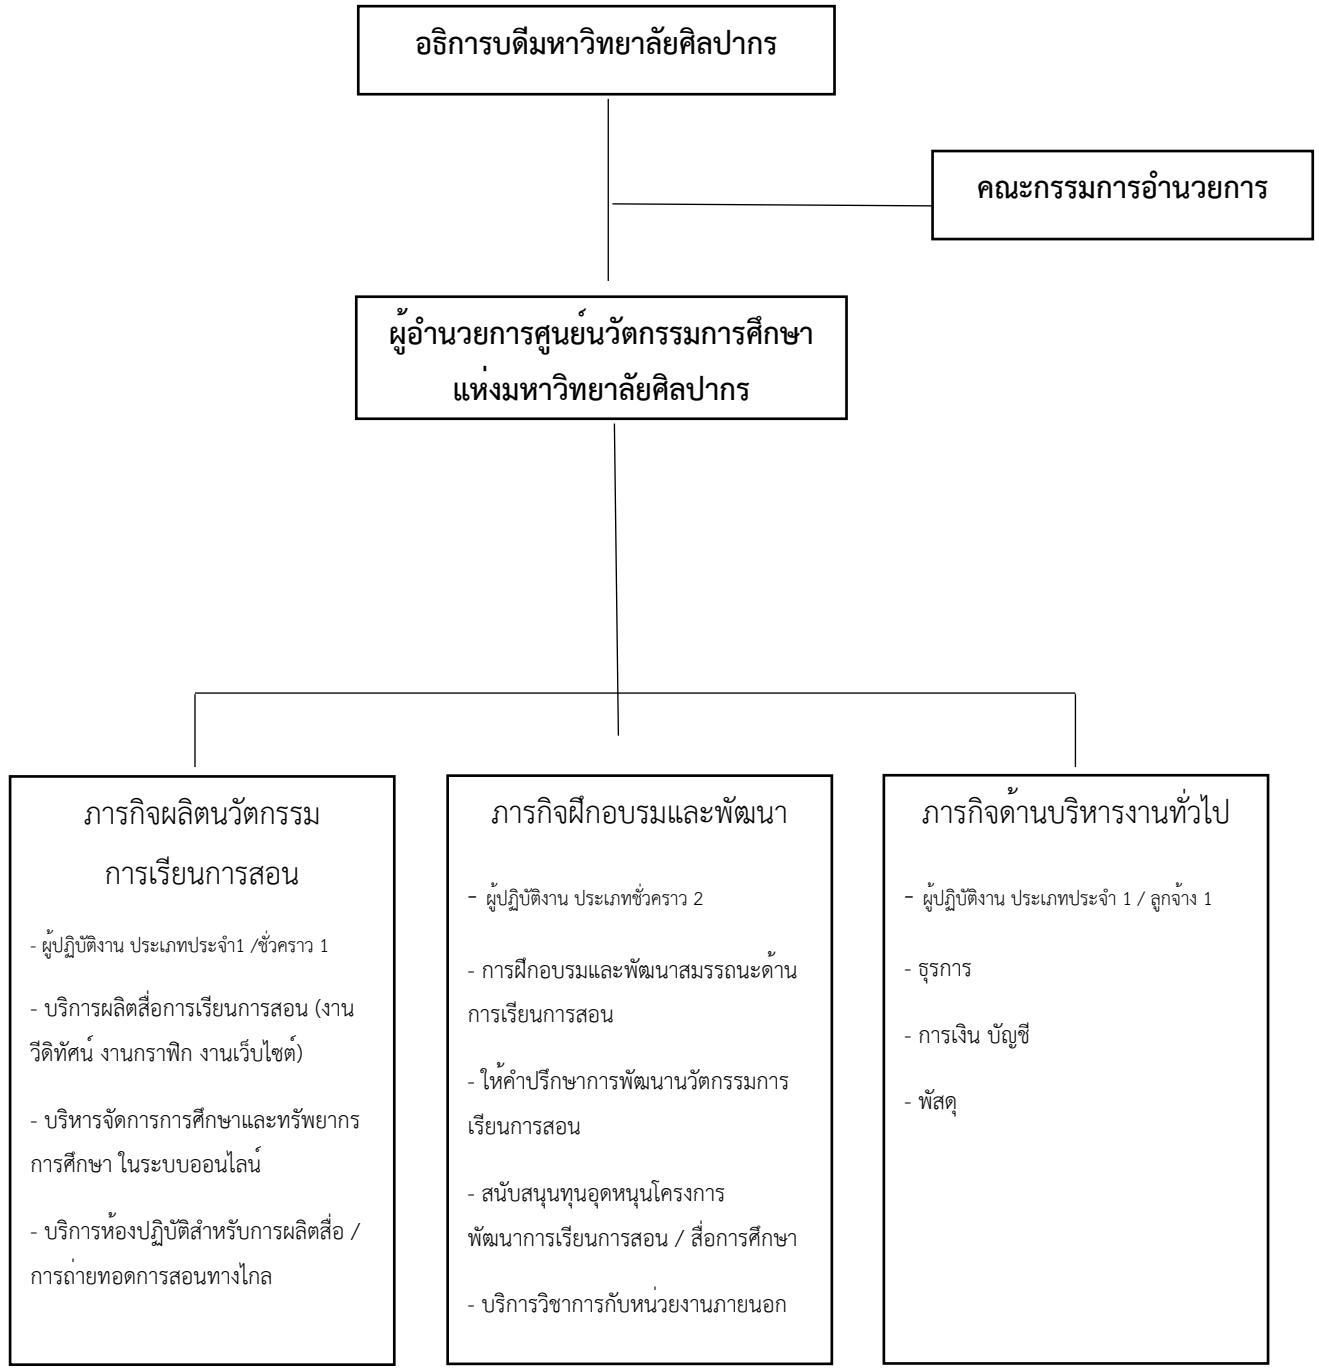 อธิการบดีมหาวิทยาลัยศิลปากร
คณะกรรมการอำนวยการ
ผู้อำนวยการศูนย์นวัตกรรมการศึกษา
แห่งมหาวิทยาลัยศิลปากร
ภารกิจผลิตนวัตกรรม
การเรียนการสอน
- ผู้ปฏิบัติงาน ประเภทประจำ1 /ชั่วคราว 1
- บริการผลิตสื่อการเรียนการสอน (งาน
วีดิทัศน์ งานกราฟิก งานเว็บไซต์)
- บริหารจัดการการศึกษาและทรัพยากร
การศึกษา ในระบบออนไลน์
- บริการห้องปฏิบัติสำหรับการผลิตสื่อ /
การถ่ายทอดการสอนทางไกล
ภารกิจฝึกอบรมและพัฒนา
- ผู้ปฏิบัติงาน ประเภทชั่วคราว 2
- การฝึกอบรมและพัฒนาสมรรถนะด้าน
การเรียนการสอน
- ให้คำปรึกษาการพัฒนานวัตกรรมการ
เรียนการสอน
- สนับสนุนทุนอุดหนุนโครงการ
พัฒนาการเรียนการสอน / สื่อการศึกษา
- บริการวิชาการกับหน่วยงานภายนอก
ภารกิจด้านบริหารงานทั่วไป
- ผู้ปฏิบัติงาน ประเภทประจำ 1 / ลูกจ้าง 1
- ธุรการ
- การเงิน บัญชี
- พัสดุ